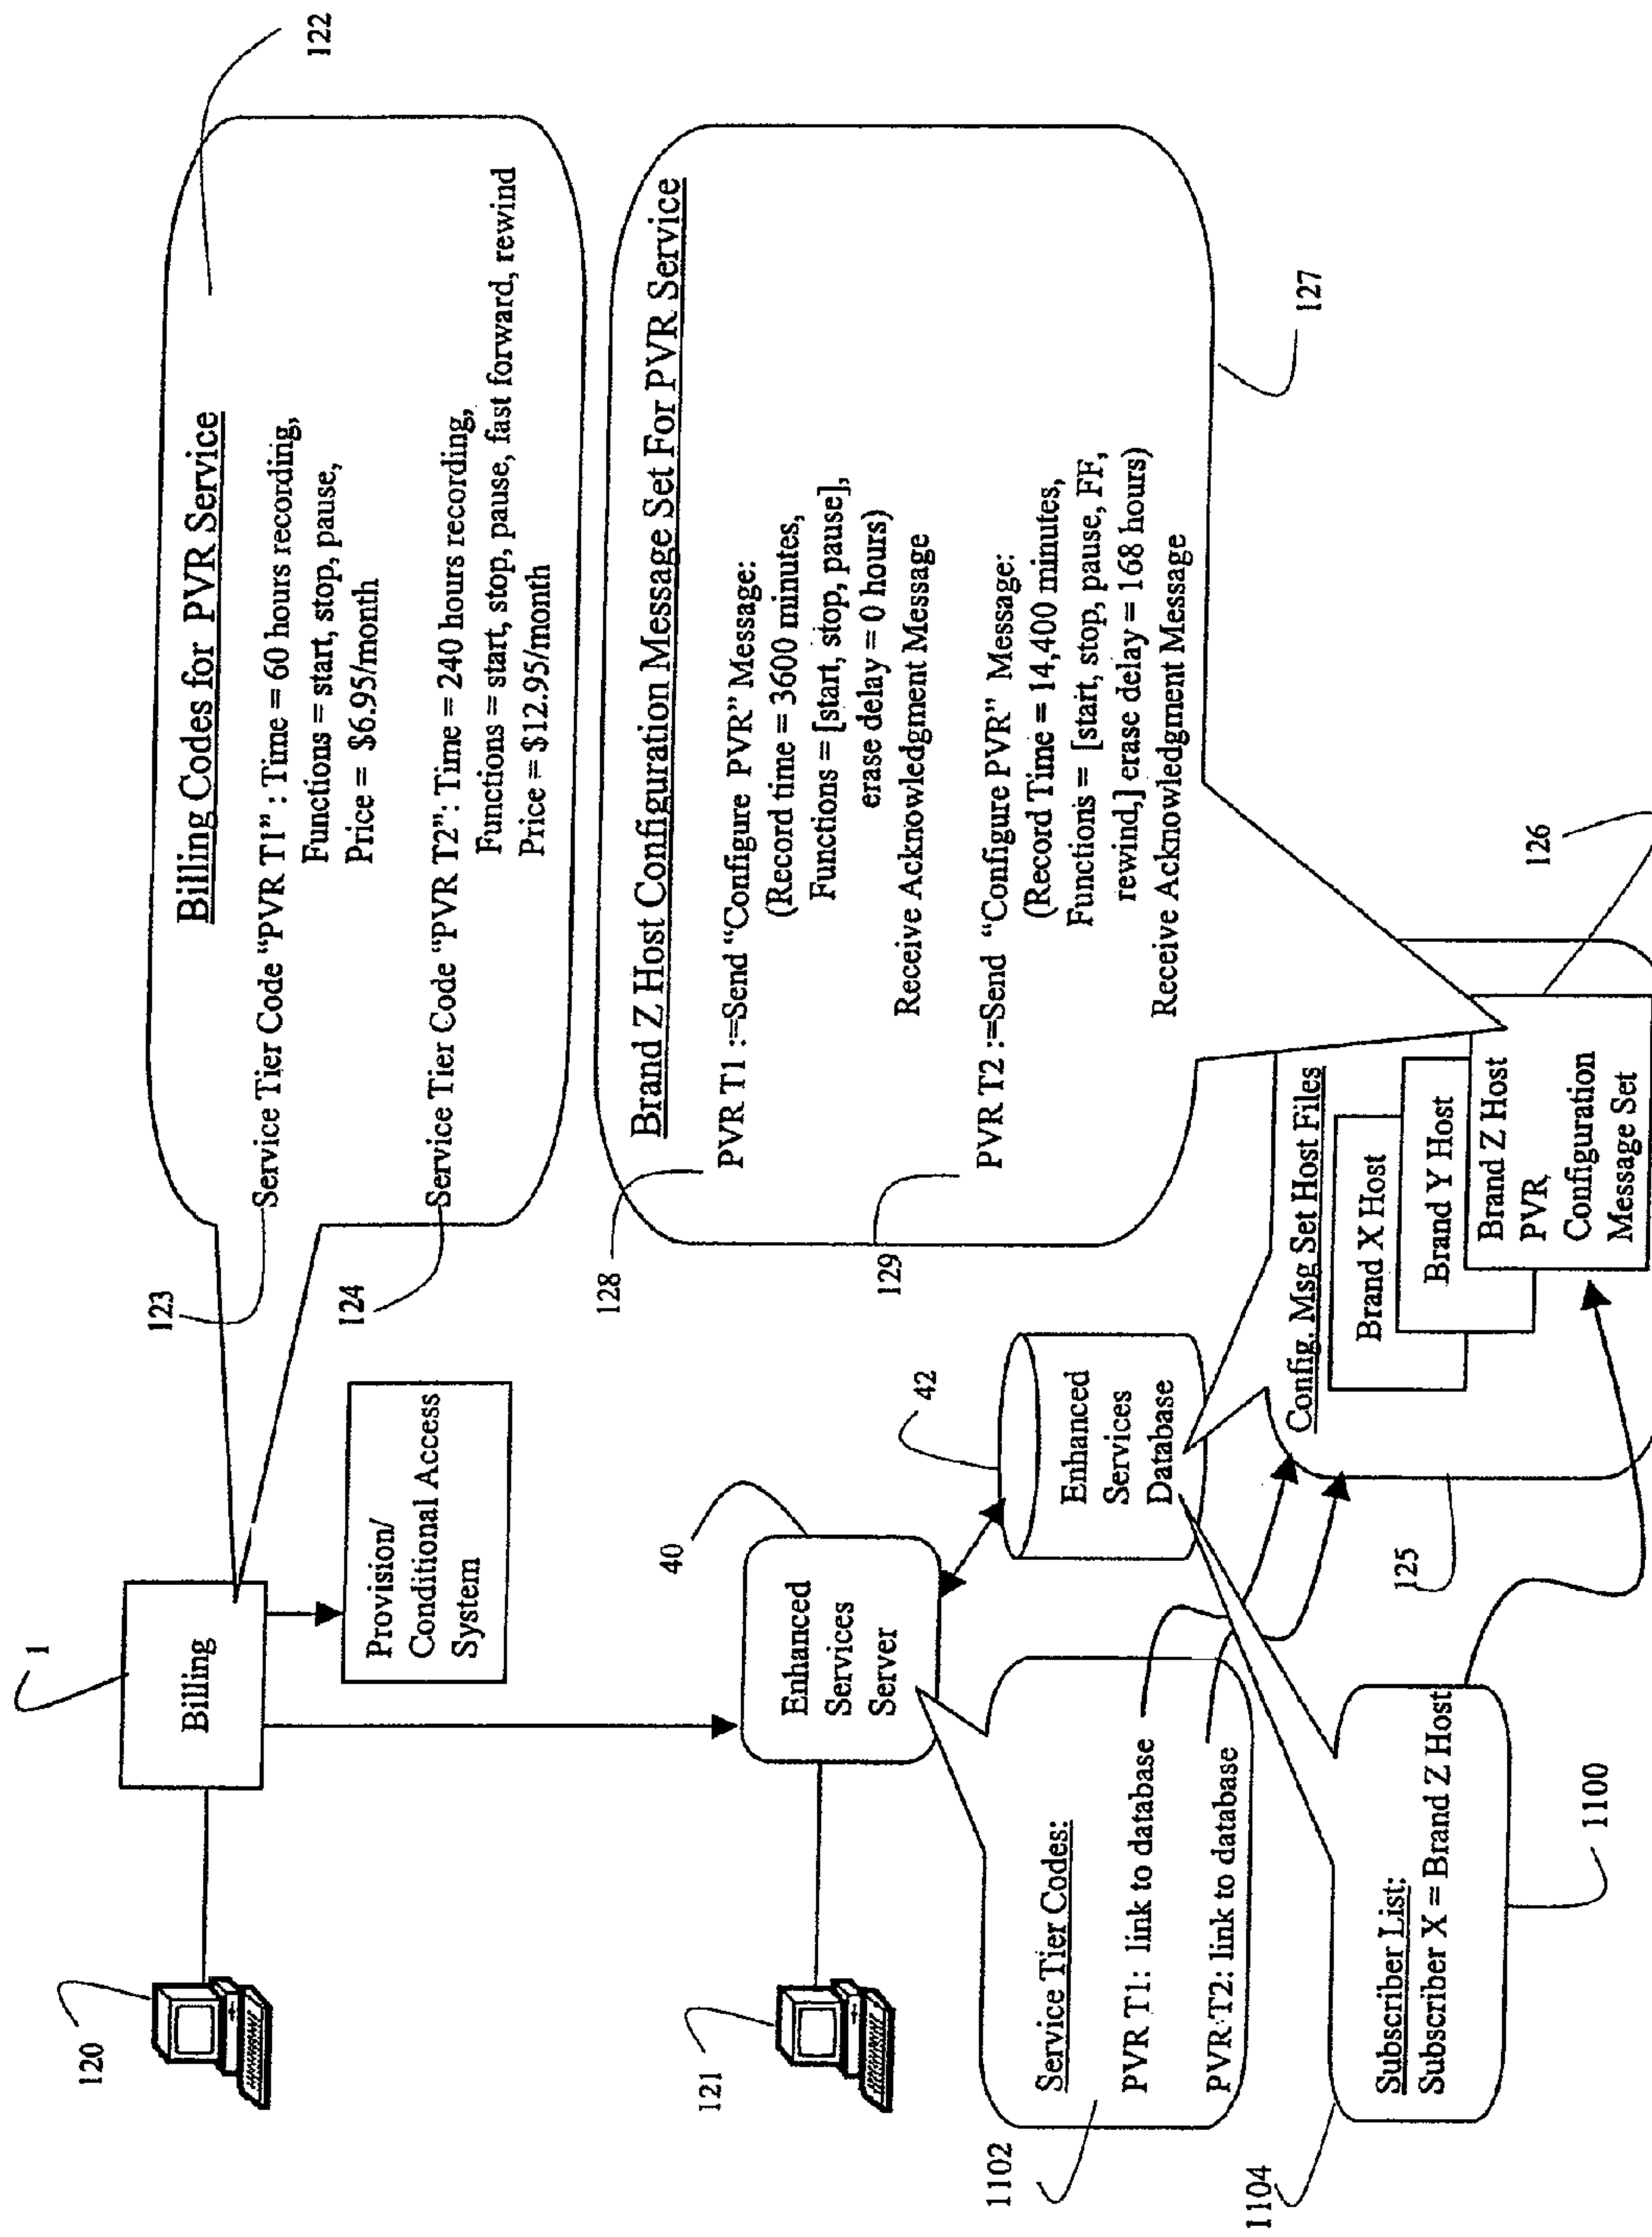 1
Billing
120
Provision/
Conditional Access
System
122
123
124
Billing Codes for PVR Service
Service Tier Code “PVR T1” : Time = 60 hours recording,
Functions = start, stop, pause,
Price = $6.95/month
Service Tier Code “PVR T2”: Time = 240 hours recording,
Functions = start, stop, pause, fast forward, rewind
Price = $12.95/month
128
129
Brand Z Host Configuration Message Set For PVR Service
PVR T1 :=Send “Configure PVR” Message:
(Record time = 3600 minutes,
Functions = [start, stop, pause],
erase delay = 0 hours)
Receive Acknowledgment Message
PVR T2 :=Send “Configure PVR” Message:
(Record Time = 14,400 minutes,
Functions = [start, stop, pause, FF,
rewind,] erase delay = 168 hours)
Receive Acknowledgment Message
127
121
40
Enhanced
Services
Server
42
Enhanced
Services
Database
1102
Service Tier Codes:
PVR T1: link to database
PVR T2: link to database
1104
Subscriber List:
Subscriber X = Brand Z Host
1100
125
Config. Msg Set Host Files
Brand X Host
Brand Y Host
Brand Z Host
PVR
Configuration
Message Set
126